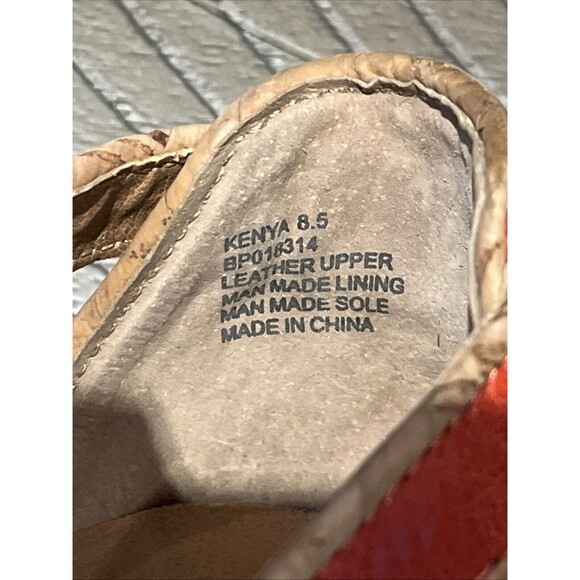 KENYA 8.5
BP016314
LEATHER UPPER
MAN MADE LINING
MAN MADE SOLE
MADE IN CHINA